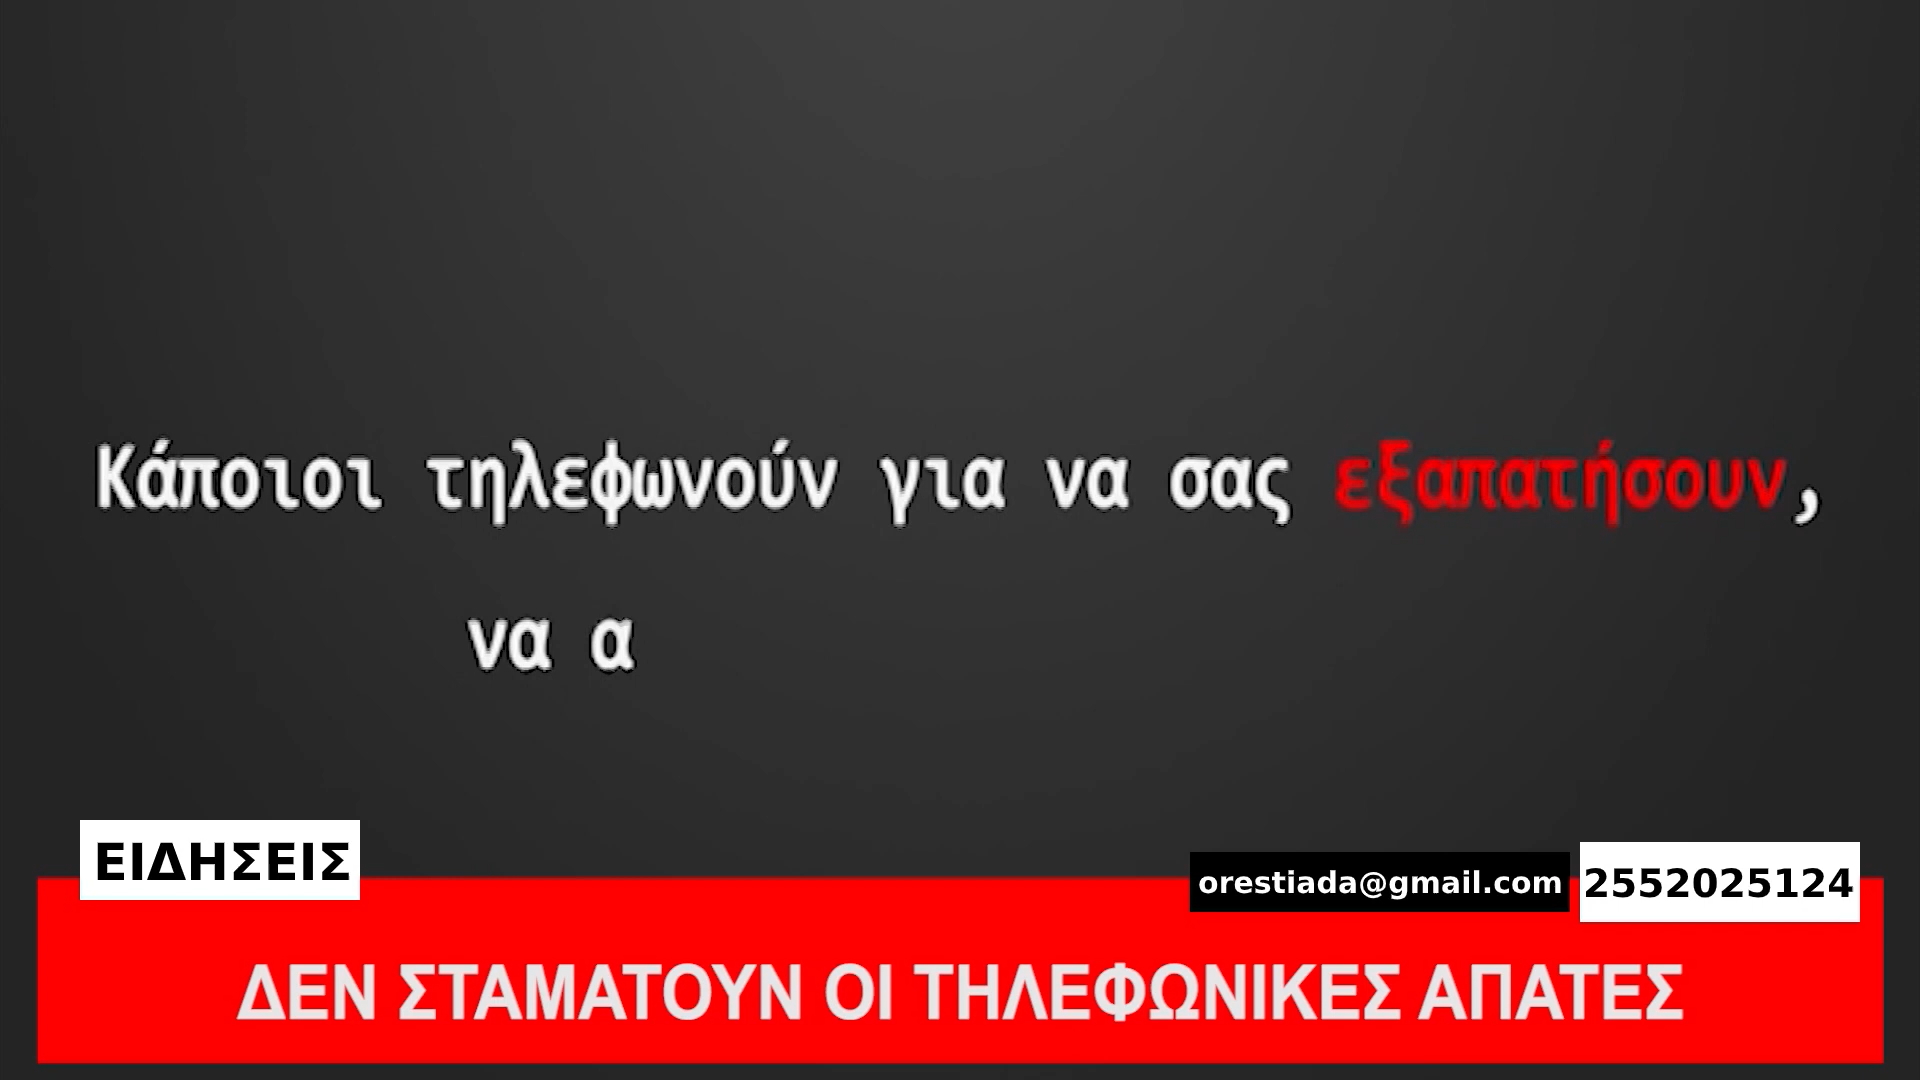 Κάποιοι τηλεφωνούν για να σας εξαπατήσουν,
να α
ΕΙΔΗΣΕΙΣ
orestiada@gmail.com
2552025124
ΔΕΝ ΣΤΑΜΑΤΟΥΝ ΟΙ ΤΗΛΕΦΩΝΙΚΕΣ ΑΠΑΤΕΣ